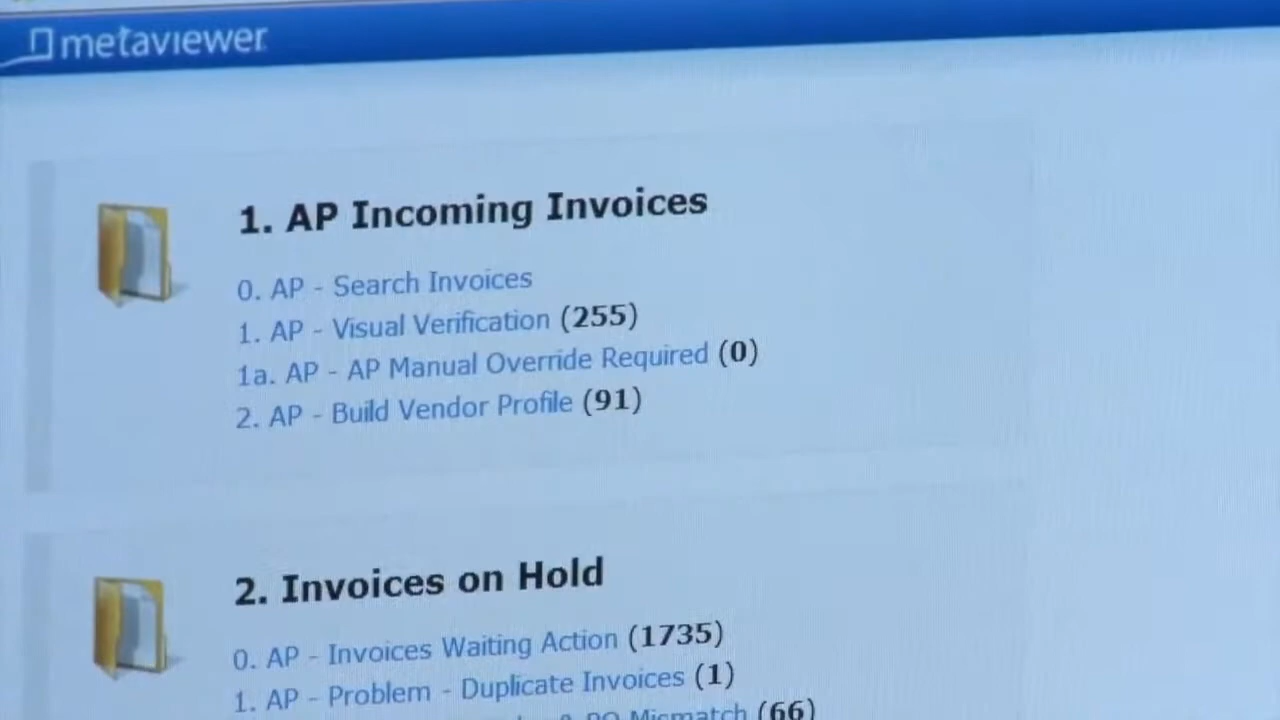 metaviewer
1. AP Incoming Invoices
0. AP - Search Invoices
1. AP - Visual Verification (255)
1a. AP - AP Manual Override Required (0)
2. AP - Build Vendor Profile (91)
2. Invoices on Hold
0. AP - Invoices Waiting Action (1735)
1. AP - Problem - Duplicate Invoices (1)
& PO Mismatch (66)